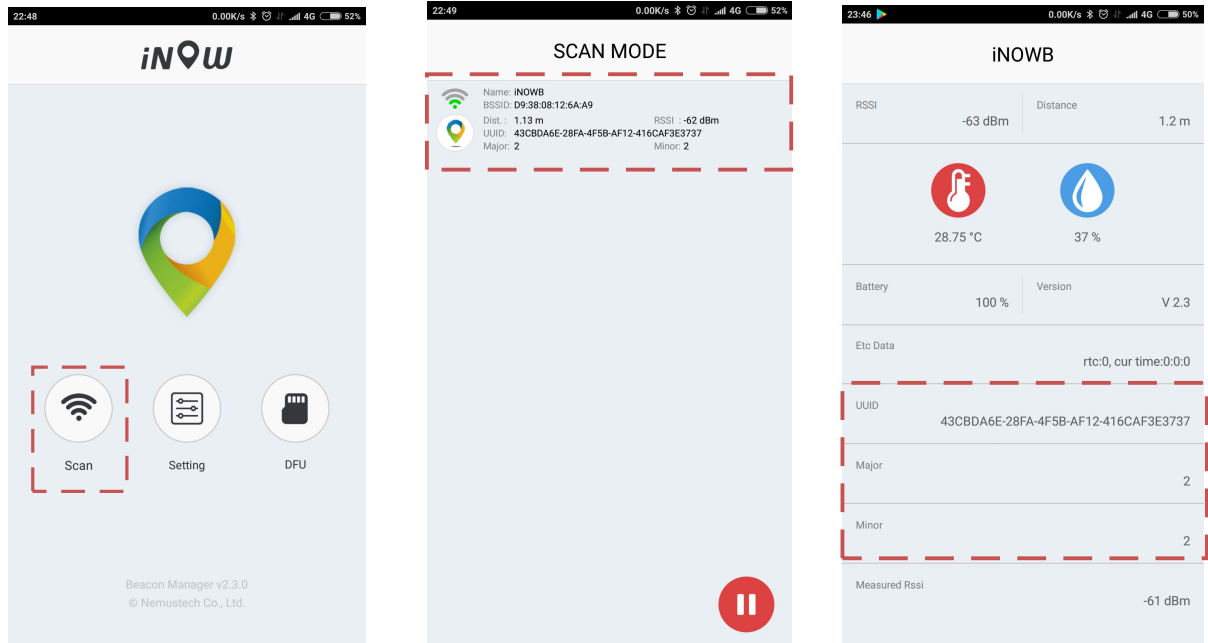 22:48 0.00K/s 4G 52%
iNOW
Scan Setting DFU
Beacon Manager v2.3.0
© Nemustech Co., Ltd.
22:49 0.00K/s 4G 52%
SCAN MODE
Name: iNOWB
BSSID: D9:38:08:12:6A:A9
Dist. : 1.13 m RSSI : -62 dBm
UUID: 43CBDA6E-28FA-4F5B-AF12-416CAF3E3737
Major: 2 Minor: 2
23:46 0.00K/s 4G 50%
iNOWB
RSSI Distance
-63 dBm 1.2 m
28.75 °C 37 %
Battery Version
100 % V 2.3
Etc Data
rtc:0, cur time:0:0:0
UUID
43CBDA6E-28FA-4F5B-AF12-416CAF3E3737
Major
2
Minor
2
Measured Rssi
-61 dBm